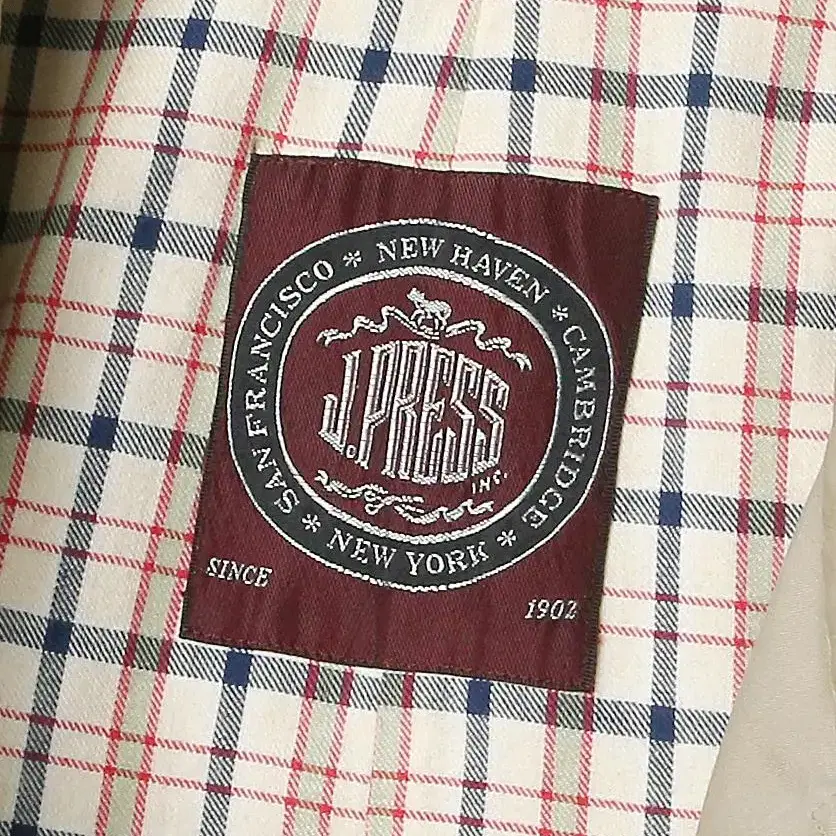 SAN FRANCISCO * NEW HAVEN * CAMBRIDGE * NEW YORK *
J. PRESS
INC.
SINCE
1902